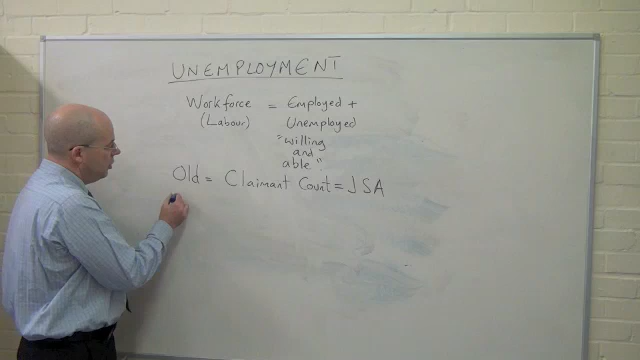 UNEMPLOYMENT
Workforce = Employed +
(Labour) Unemployed
"willing
and
able".
Old = Claimant Count = JSA